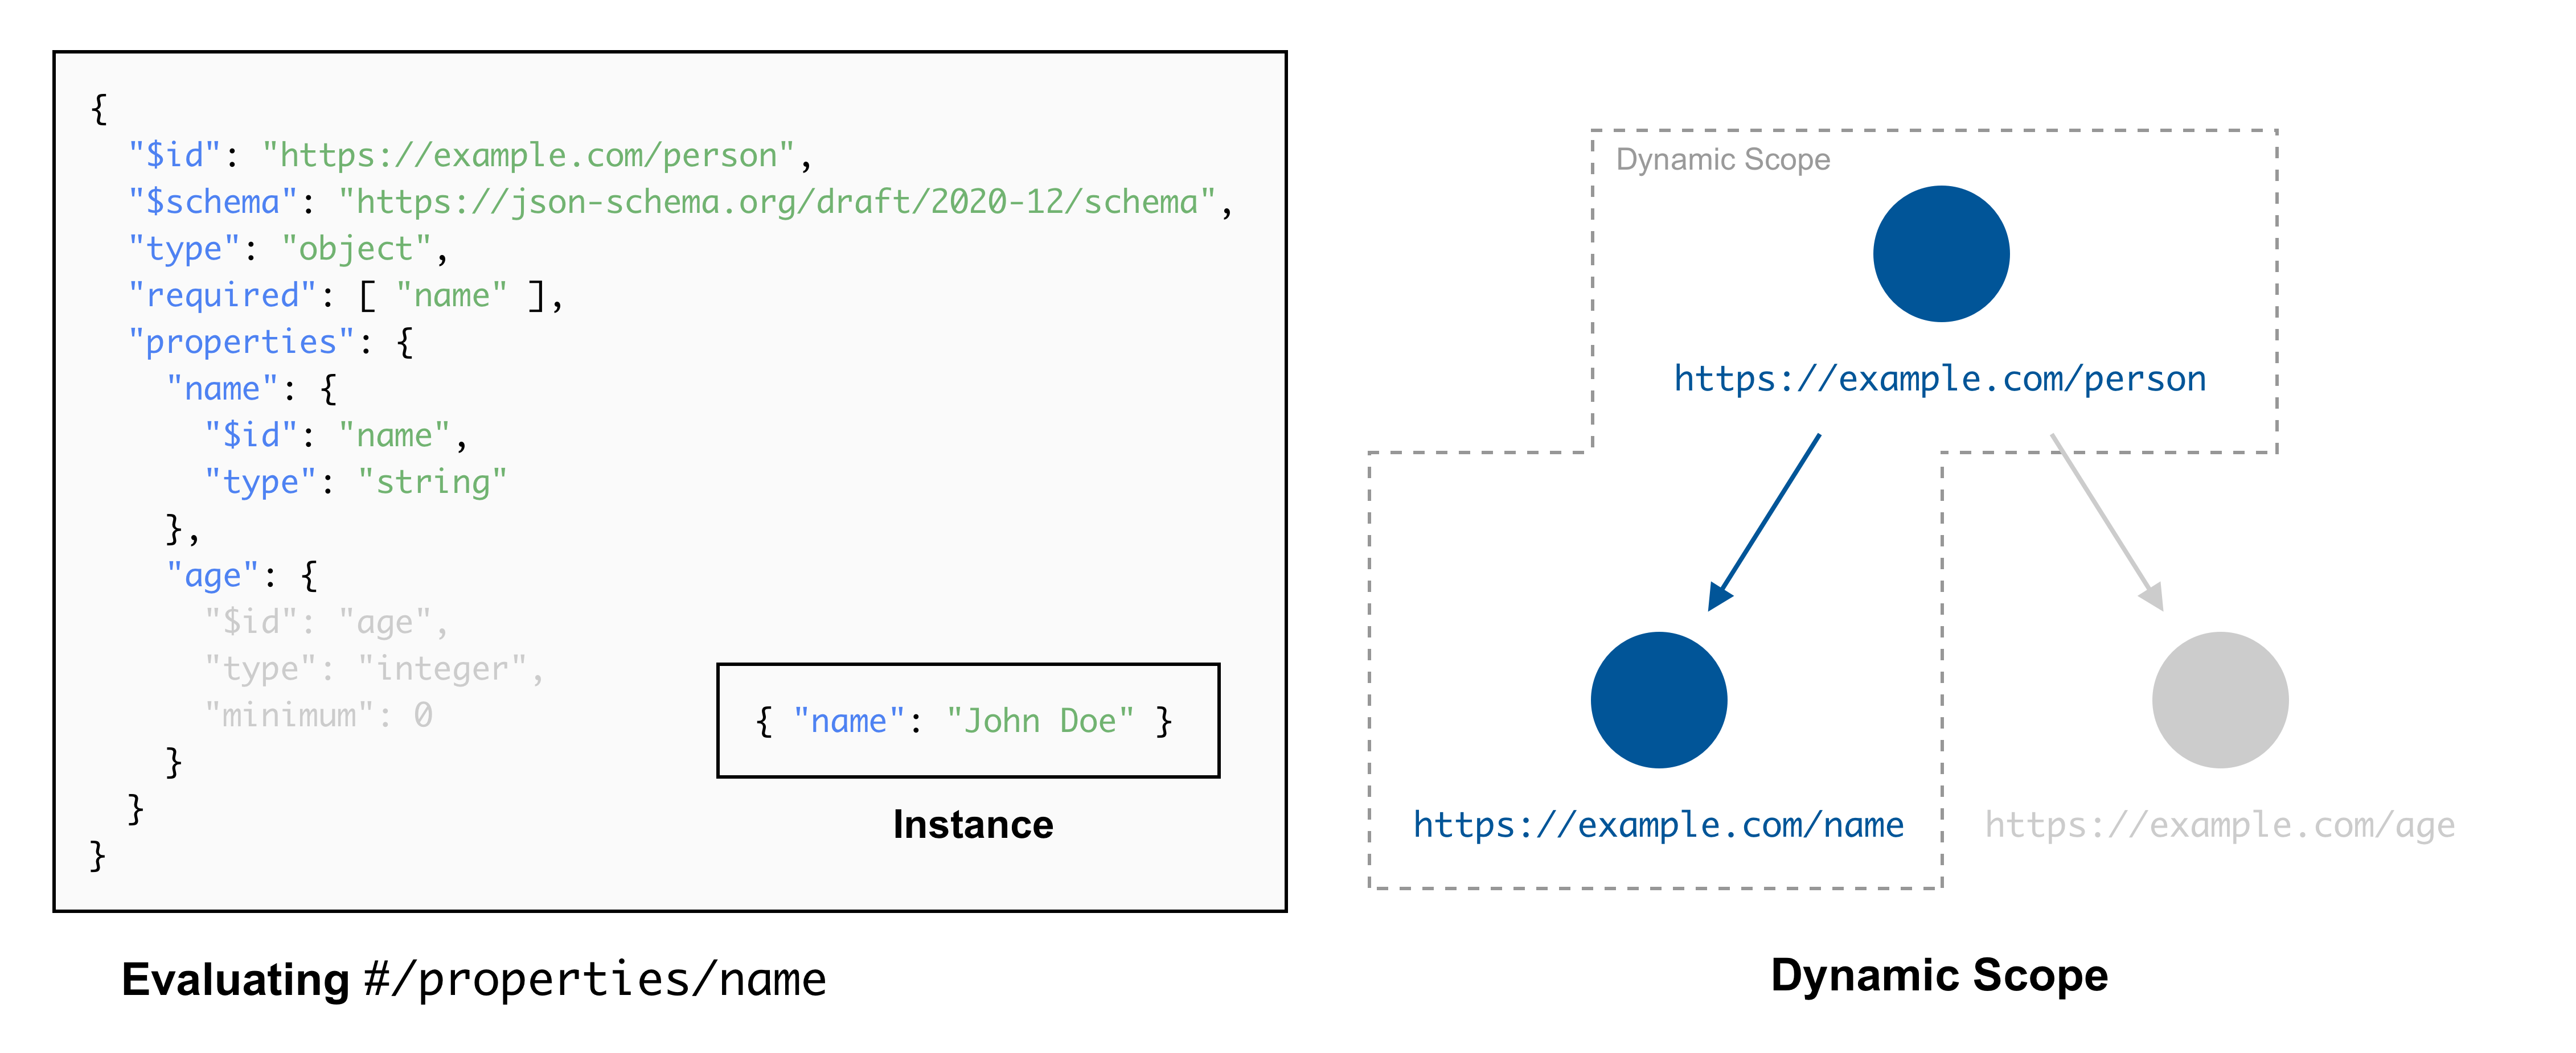 {
  "$id": "https://example.com/person",
  "$schema": "https://json-schema.org/draft/2020-12/schema",
  "type": "object",
  "required": [ "name" ],
  "properties": {
    "name": {
      "$id": "name",
      "type": "string"
    },
    "age": {
      "$id": "age",
      "type": "integer",
      "minimum": 0
    }
  }
}
{ "name": "John Doe" }
Instance
Evaluating #/properties/name
Dynamic Scope
https://example.com/person
https://example.com/name
https://example.com/age
Dynamic Scope